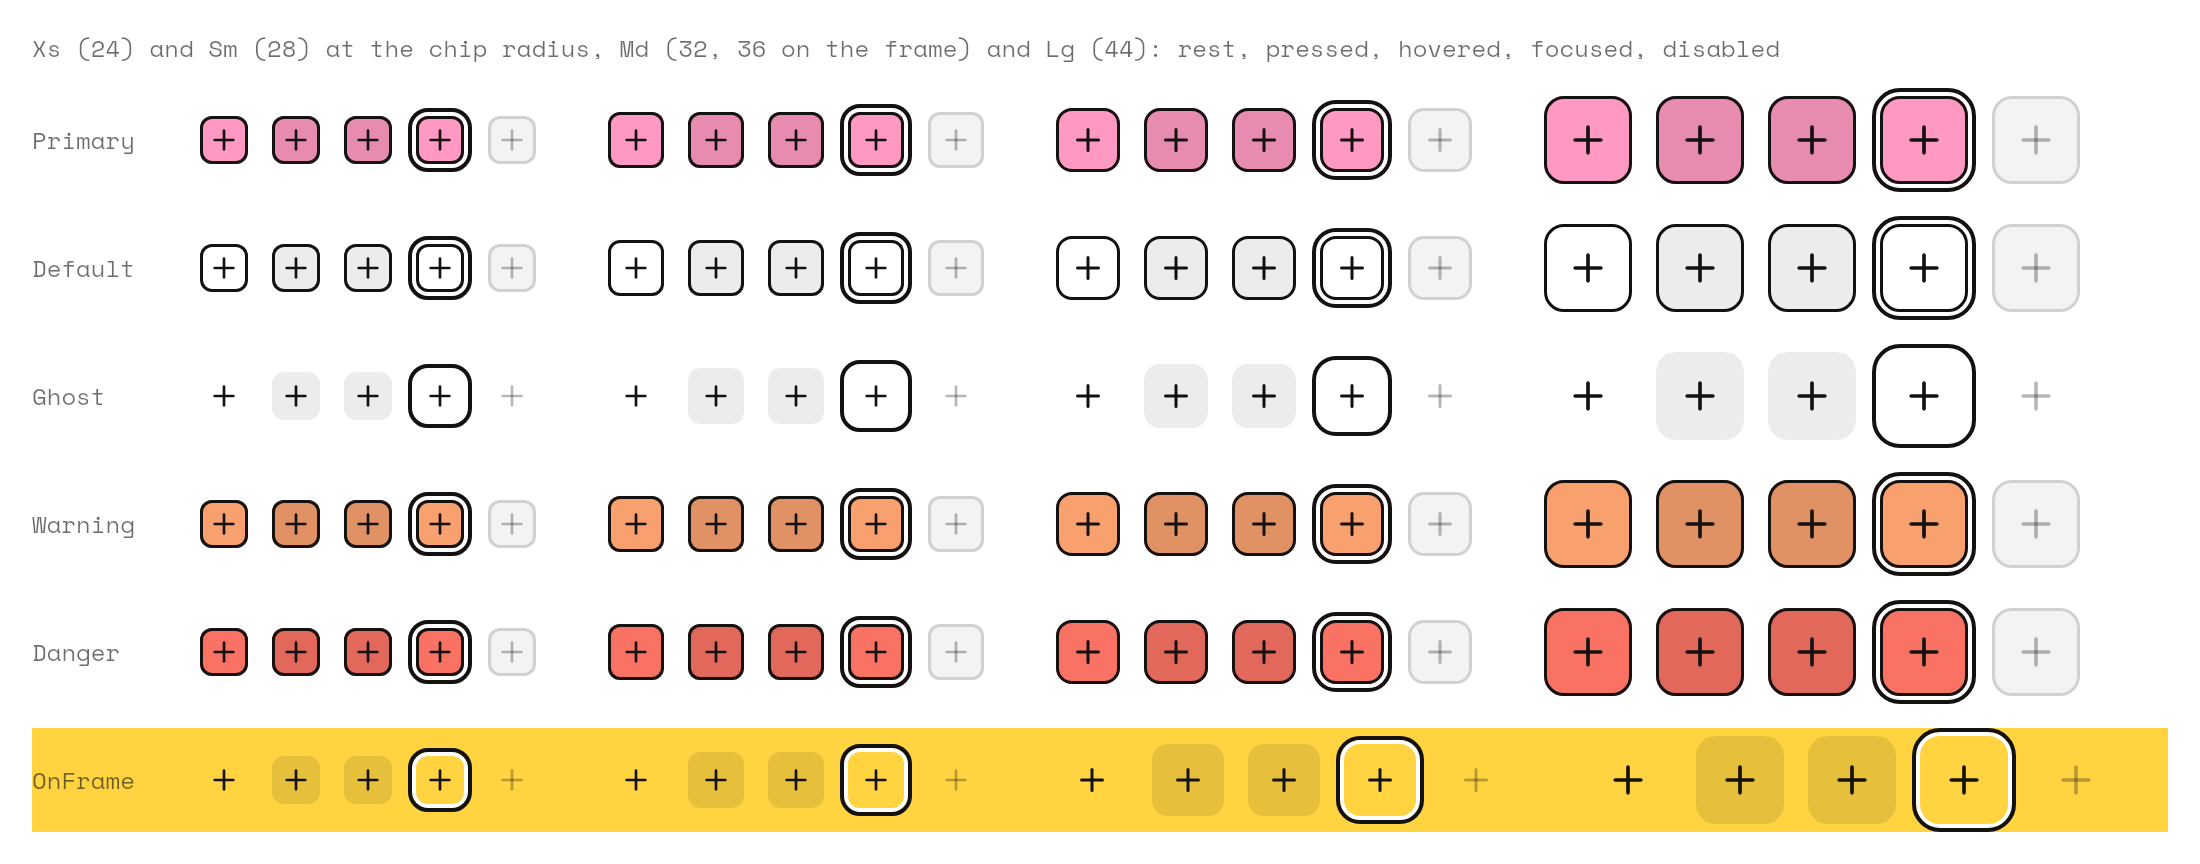 Xs (24) and Sm (28) at the chip radius, Md (32, 36 on the frame) and Lg (44): rest, pressed, hovered, focused, disabled
Primary
Default
Ghost
Warning
Danger
OnFrame